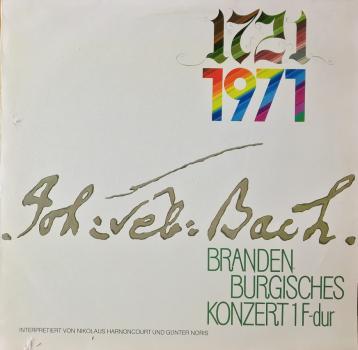 1721
1971
Joh: Seb: Bach.
BRANDEN
BURGISCHES
KONZERT 1 F-dur
INTERPRETIERT VON NIKOLAUS HARNONCOURT UND GÜNTER NORIS